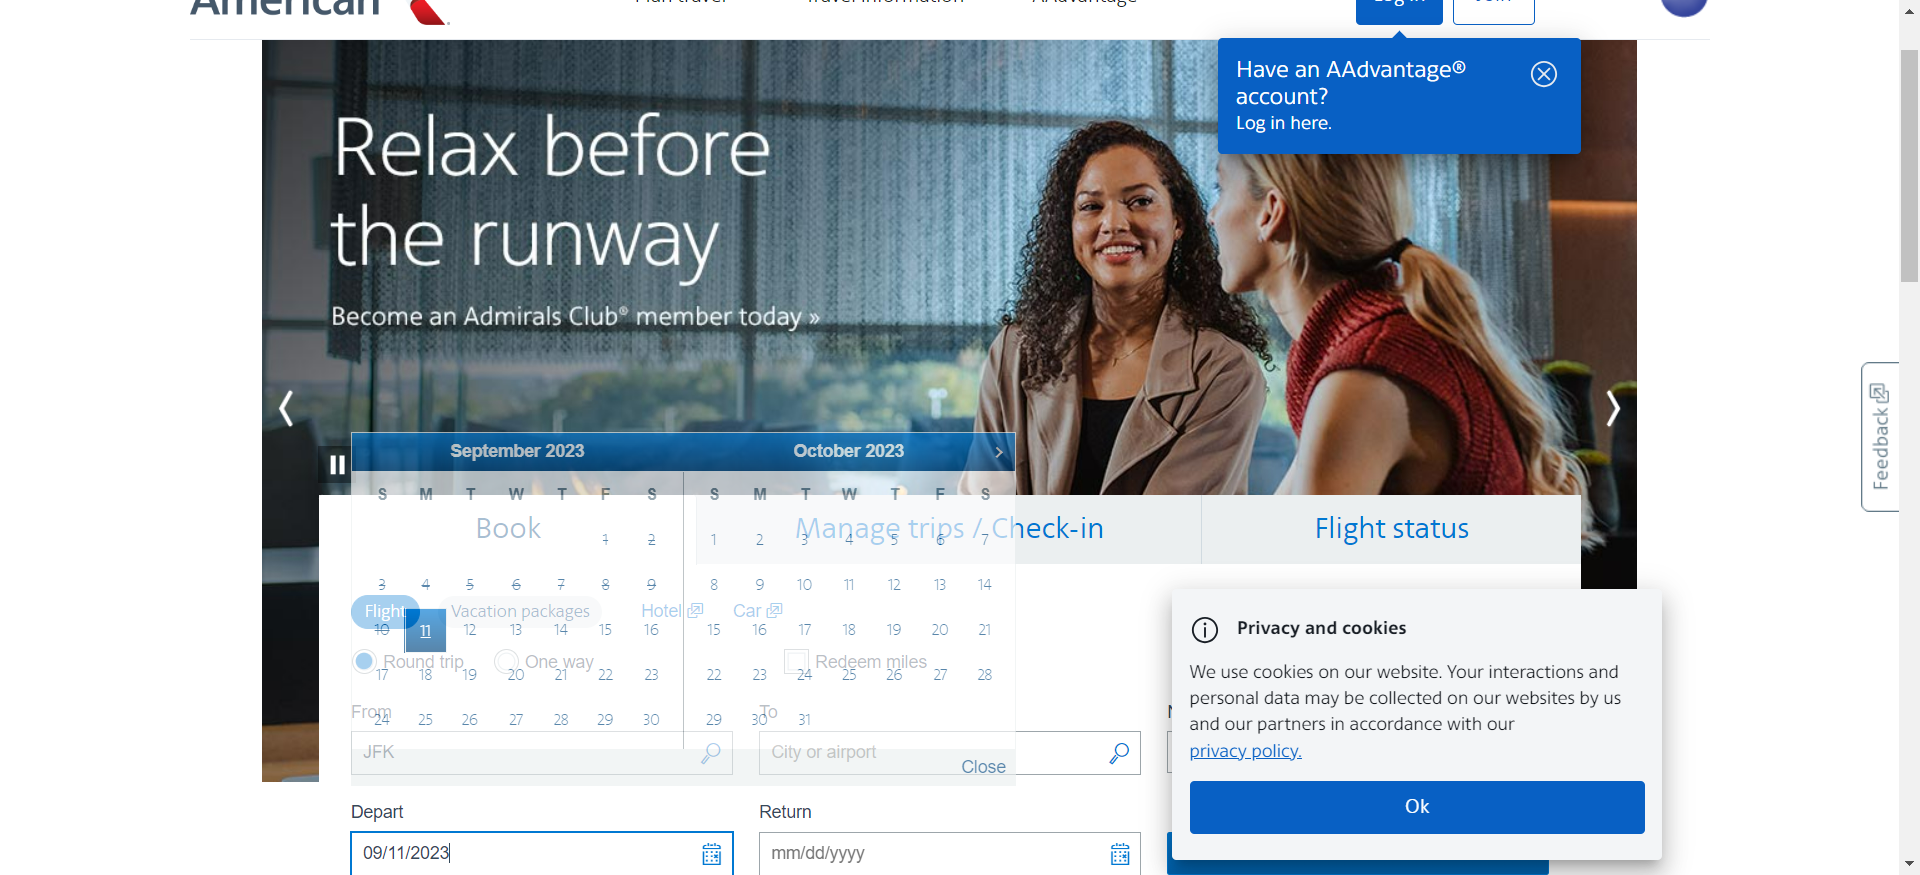 American
Plan travel
Travel information
AAdvantage
Log in
Join
Have an AAdvantage®
account?
Log in here.
Relax before
the runway
Become an Admirals Club® member today »
Feedback
September 2023
October 2023
S M T W T F S
S M T W T F S
Book
Manage trips / Check-in
Flight status
1 2
1 2 3 4 5 6 7
3 4 5 6 7 8 9
8 9 10 11 12 13 14
Flight
Vacation packages
Hotel
Car
10 11 12 13 14 15 16
15 16 17 18 19 20 21
Round trip
One way
Redeem miles
17 18 19 20 21 22 23
22 23 24 25 26 27 28
From
To
24 25 26 27 28 29 30
29 30 31
JFK
City or airport
Close
Depart
Return
09/11/2023
mm/dd/yyyy
Privacy and cookies
We use cookies on our website. Your interactions and
personal data may be collected on our websites by us
and our partners in accordance with our
privacy policy.
Ok